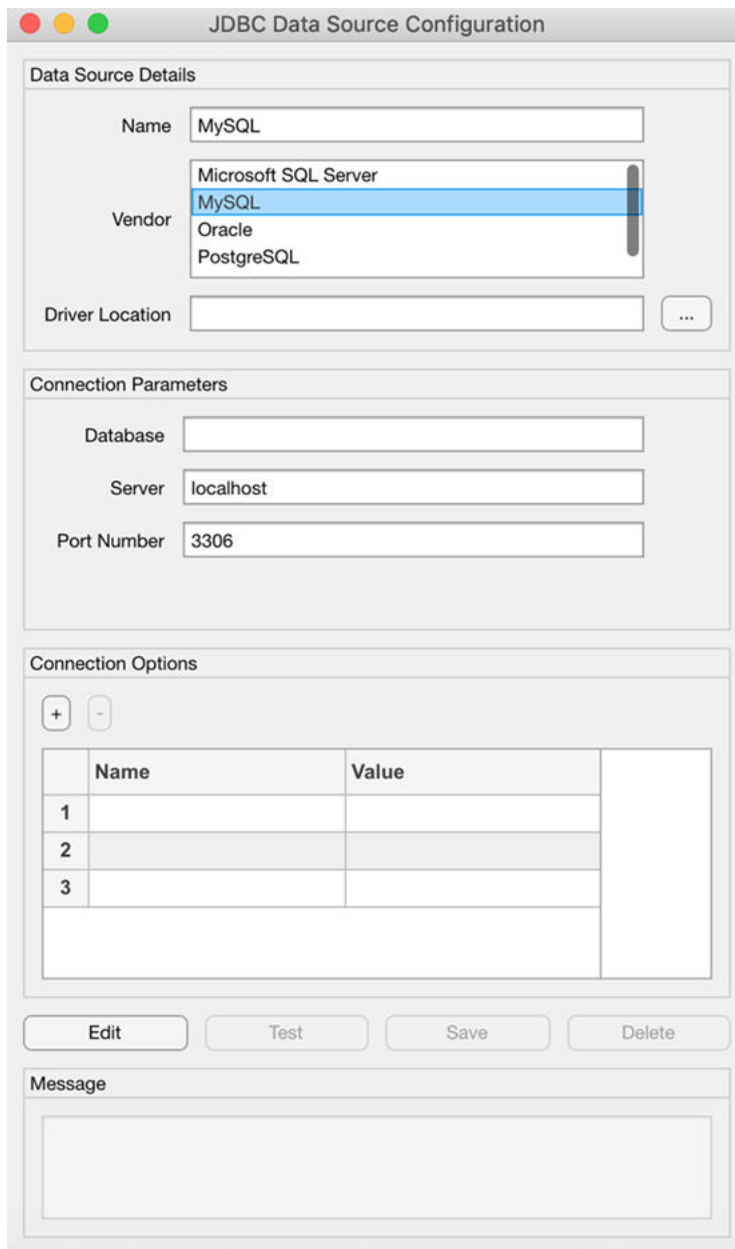 JDBC Data Source Configuration
Data Source Details
Name MySQL
Vendor
Microsoft SQL Server
MySQL
Oracle
PostgreSQL
Driver Location ...
Connection Parameters
Database
Server localhost
Port Number 3306
Connection Options
+ -
Name Value
1
2
3
Edit Test Save Delete
Message